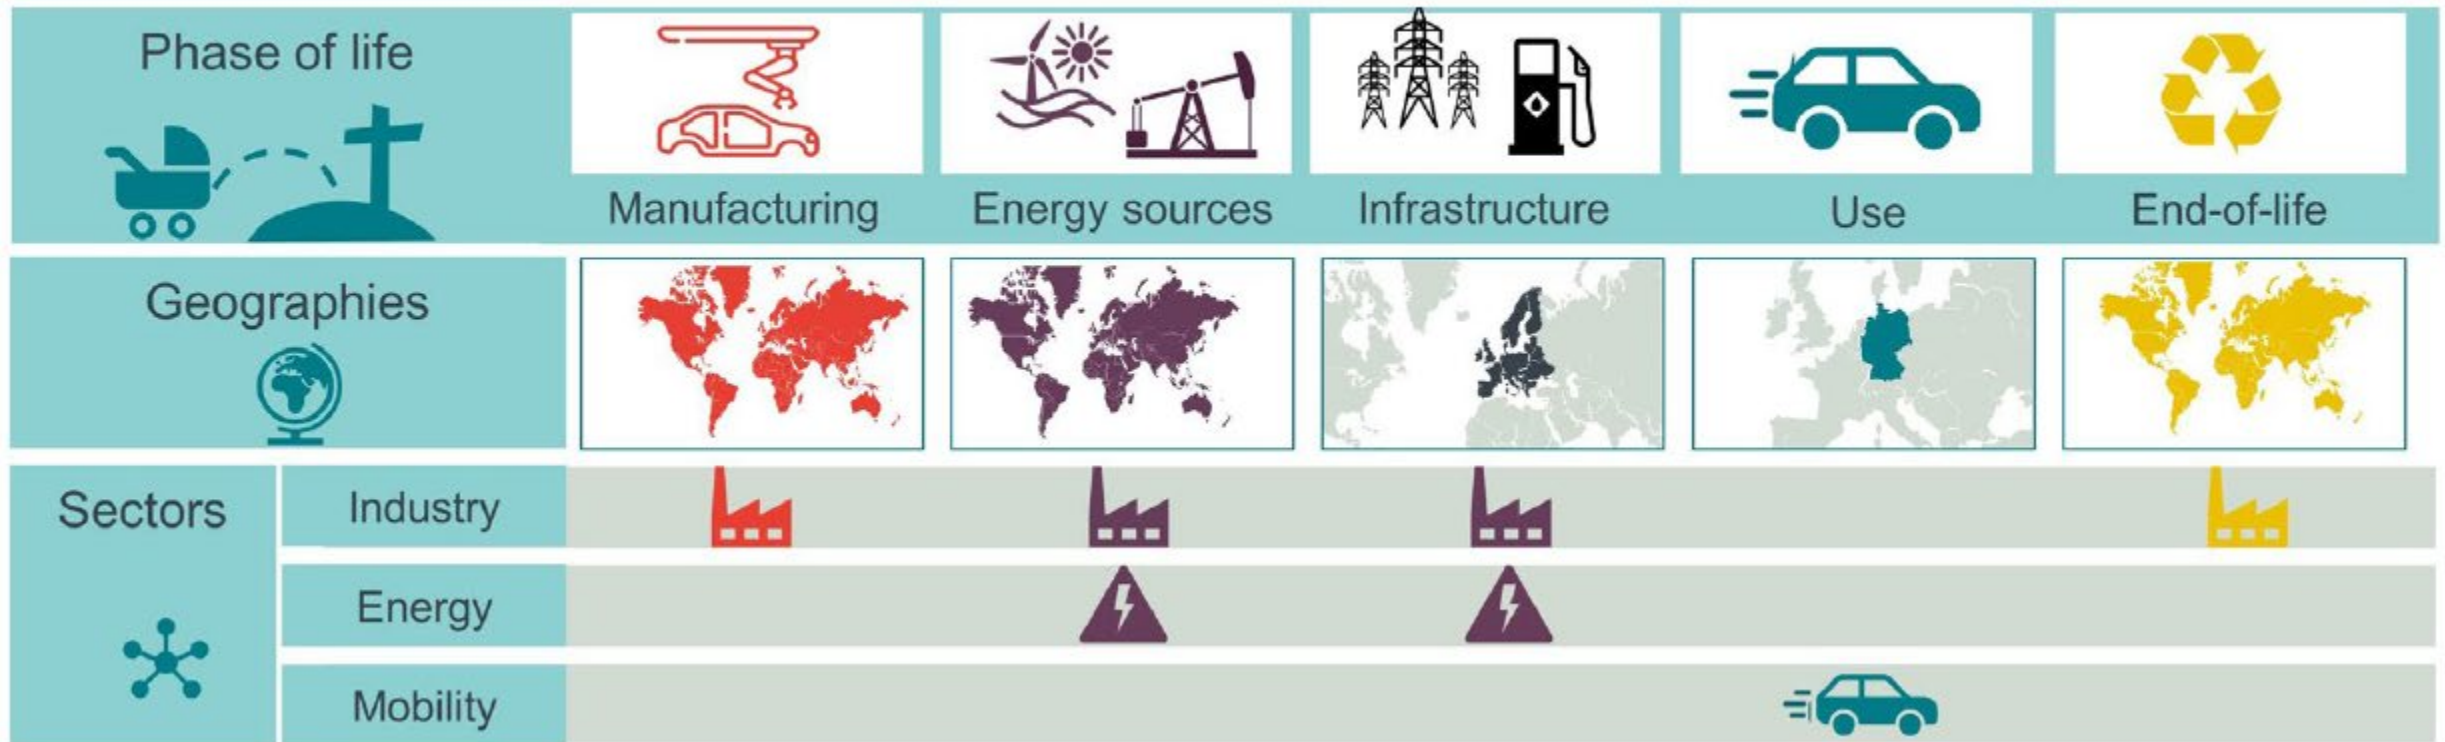 Phase of life
Manufacturing
Energy sources
Infrastructure
Use
End-of-life
Geographies
Sectors
Industry
Energy
Mobility